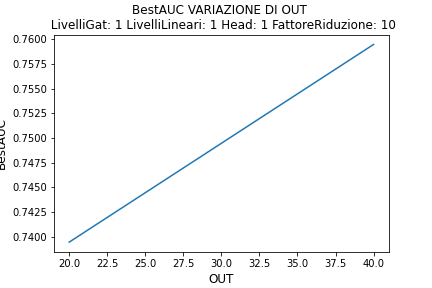 BestAUC VARIAZIONE DI OUT
LivelliGat: 1 LivelliLineari: 1 Head: 1 FattoreRiduzione: 10
0.7600
0.7575
0.7550
0.7525
0.7500
0.7475
0.7450
0.7425
0.7400
BestAUC
20.0 22.5 25.0 27.5 30.0 32.5 35.0 37.5 40.0
OUT